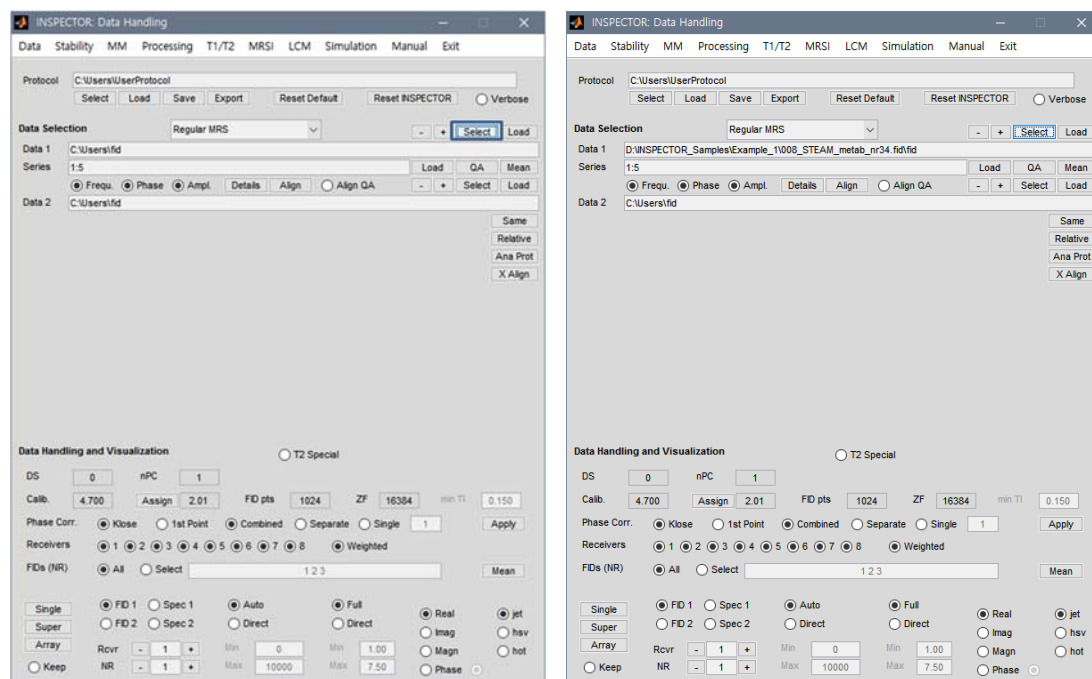 INSPECTOR: Data Handling
Data Stability MM Processing T1/T2 MRSI LCM Simulation Manual Exit
Protocol C:\Users\UserProtocol
Select Load Save Export Reset Default Reset INSPECTOR Verbose
Data Selection Regular MRS - + Select Load
Data 1 C:\Users\fid
Series 1:5 Load QA Mean
Frequ. Phase Ampl. Details Align Align QA - + Select Load
Data 2 C:\Users\fid
Same
Relative
Ana Prot
X Align
Data Handling and Visualization T2 Special
DS 0 nPC 1
Calib. 4.700 Assign 2.01 FID pts 1024 ZF 16384 min TI 0.150
Phase Corr. Klose 1st Point Combined Separate Single 1 Apply
Receivers 1 2 3 4 5 6 7 8 Weighted
FIDs (NR) All Select 1 2 3 Mean
Single FID 1 Spec 1 Auto Full Real jet
Super FID 2 Spec 2 Direct Direct Imag hsv
Array Rcvr - 1 + Min 0 Min 1.00 Magn hot
Keep NR - 1 + Max 10000 Max 7.50 Phase
INSPECTOR: Data Handling
Data Stability MM Processing T1/T2 MRSI LCM Simulation Manual Exit
Protocol C:\Users\UserProtocol
Select Load Save Export Reset Default Reset INSPECTOR Verbose
Data Selection Regular MRS - + Select Load
Data 1 D:\INSPECTOR_Samples\Example_1\008_STEAM_metab_nr34.fid\fid
Series 1:5 Load QA Mean
Frequ. Phase Ampl. Details Align Align QA - + Select Load
Data 2 C:\Users\fid
Same
Relative
Ana Prot
X Align
Data Handling and Visualization T2 Special
DS 0 nPC 1
Calib. 4.700 Assign 2.01 FID pts 1024 ZF 16384 min TI 0.150
Phase Corr. Klose 1st Point Combined Separate Single 1 Apply
Receivers 1 2 3 4 5 6 7 8 Weighted
FIDs (NR) All Select 1 2 3 Mean
Single FID 1 Spec 1 Auto Full Real jet
Super FID 2 Spec 2 Direct Direct Imag hsv
Array Rcvr - 1 + Min 0 Min 1.00 Magn hot
Keep NR - 1 + Max 10000 Max 7.50 Phase